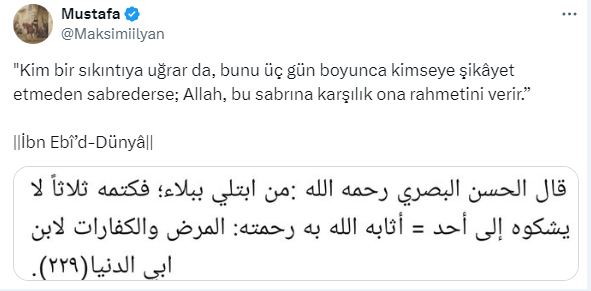 Mustafa
@Maksimiilyan
"Kim bir sıkıntıya uğrar da, bunu üç gün boyunca kimseye şikâyet
etmeden sabrederse; Allah, bu sabrına karşılık ona rahmetini verir.”
||İbn Ebî’d-Dünyâ||
قال الحسن البصري رحمه الله :من ابتلي ببلاء؛ فكتمه ثلاثاً لا
يشكوه إلى أحد = أثابه الله به رحمته: المرض والكفارات لابن
ابي الدنيا(٢٢٩).